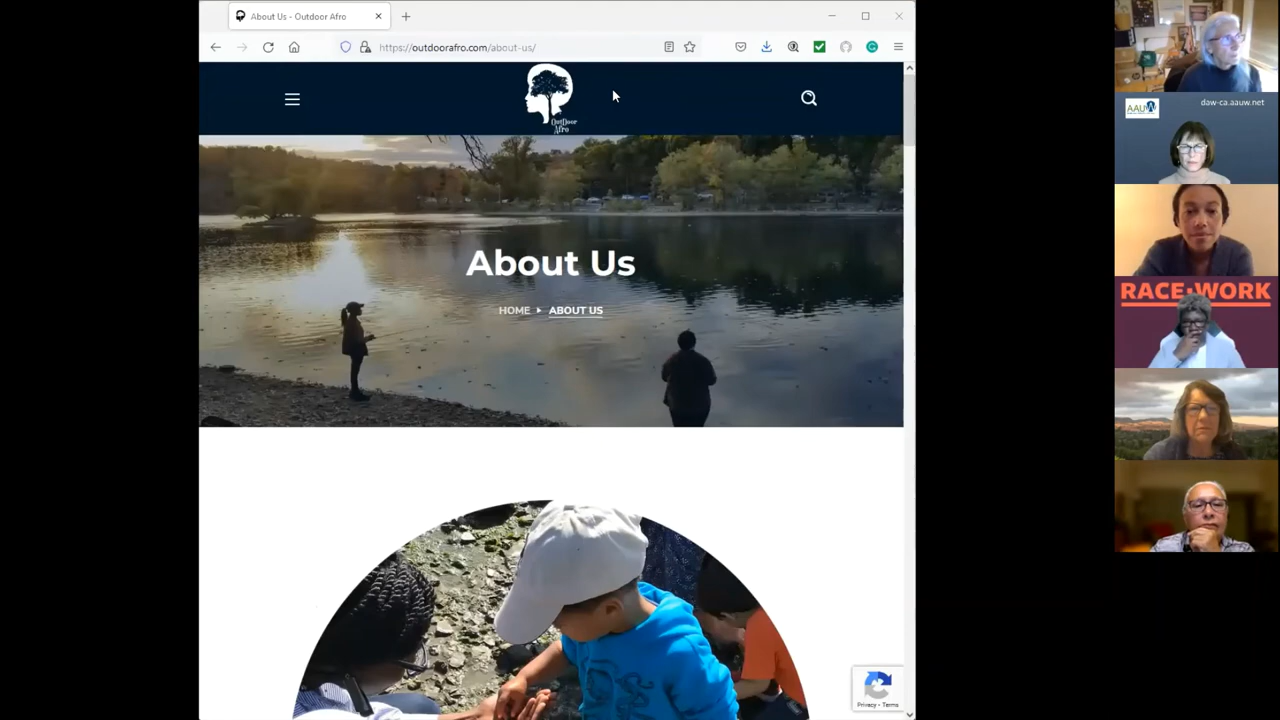 About Us - Outdoor Afro
https://outdoorafro.com/about-us/
OutDoor
Afro
About Us
HOME ABOUT US
Privacy - Terms
AAUW
daw-ca.aauw.net
RACE WORK